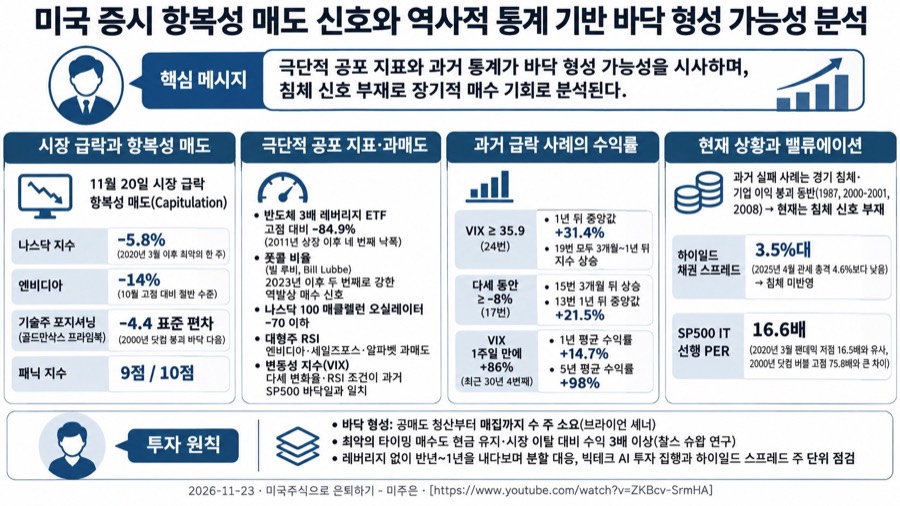 미국 증시 항복성 매도 신호와 역사적 통계 기반 바닥 형성 가능성 분석
핵심 메시지
극단적 공포 지표와 과거 통계가 바닥 형성 가능성을 시사하며,
침체 신호 부재로 장기적 매수 기회로 분석된다.
시장 급락과 항복성 매도
11월 20일 시장 급락
항복성 매도(Capitulation)
나스닥 지수
-5.8%
(2020년 3월 이후 최악의 한 주)
엔비디아
-14%
(10월 고점 대비 절반 수준)
기술주 포지셔닝
(골드만삭스 프라임북)
-4.4 표준 편차
(2000년 닷컴 붕괴 바닥 다음)
패닉 지수
9점 / 10점
극단적 공포 지표·과매도
• 반도체 3배 레버리지 ETF
고점 대비 -84.9%
(2011년 상장 이후 네 번째 낙폭)
• 풋콜 비율
(빌 루비, Bill Lubbe)
2023년 이후 두 번째로 강한
역발상 매수 신호
• 나스닥 100 매클렐런 오실레이터
-70 이하
• 대형주 RSI
엔비디아·세일즈포스·알파벳 과매도
• 변동성 지수(VIX)
다세 변화율·RSI 조건이 과거
SP500 바닥일과 일치
과거 급락 사례의 수익률
VIX ≥ 35.9
(24번)
• 1년 뒤 중앙값
+31.4%
• 19번 모두 3개월~1년 뒤
지수 상승
다세 동안
≥ -8%
(17번)
• 15번 3개월 뒤 상승
• 13번 1년 뒤 중앙값
+21.5%
VIX
1주일 만에
+86%
(최근 30년 4번째)
• 1년 평균 수익률
+14.7%
• 5년 평균 수익률
+98%
현재 상황과 밸류에이션
과거 실패 사례는 경기 침체·
기업 이익 붕괴 동반(1987, 2000-2001,
2008) → 현재는 침체 신호 부재
하이일드
채권 스프레드
3.5%대
(2025년 4월 관세 충격 4.6%보다 낮음)
→ 침체 미반영
SP500 IT
선행 PER
16.6배
(2020년 3월 팬데믹 저점 16.5배와 유사,
2000년 닷컴 버블 고점 75.8배와 큰 차이)
투자 원칙
• 바닥 형성: 공매도 청산부터 매집까지 수 주 소요(브라이언 셰너)
• 최악의 타이밍 매수도 현금 유지·시장 이탈 대비 수익 3배 이상(찰스 슈왑 연구)
• 레버리지 없이 반년~1년을 내다보며 분할 대응, 빅테크 AI 투자 집행과 하이일드 스프레드 주 단위 점검
2026-11-23 · 미국주식으로 은퇴하기 - 미주은 · [https://www.youtube.com/watch?v=ZKBcv-SrmHA]